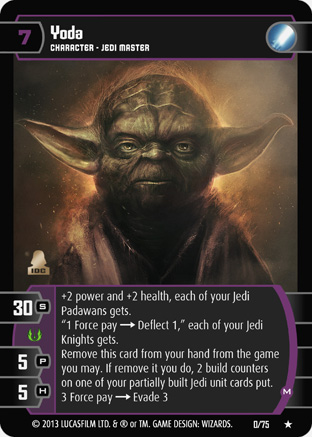 7
Yoda
CHARACTER - JEDI MASTER
IDC
30 S
5 P
5 H
+2 power and +2 health, each of your Jedi
Padawans gets.
“1 Force pay → Deflect 1,” each of your Jedi
Knights gets.
Remove this card from your hand from the game
you may. If remove it you do, 2 build counters
on one of your partially built Jedi unit cards put.
3 Force pay → Evade 3
M
© 2013 LUCASFILM LTD. & ® or TM. GAME DESIGN: WIZARDS.
0/75 ★